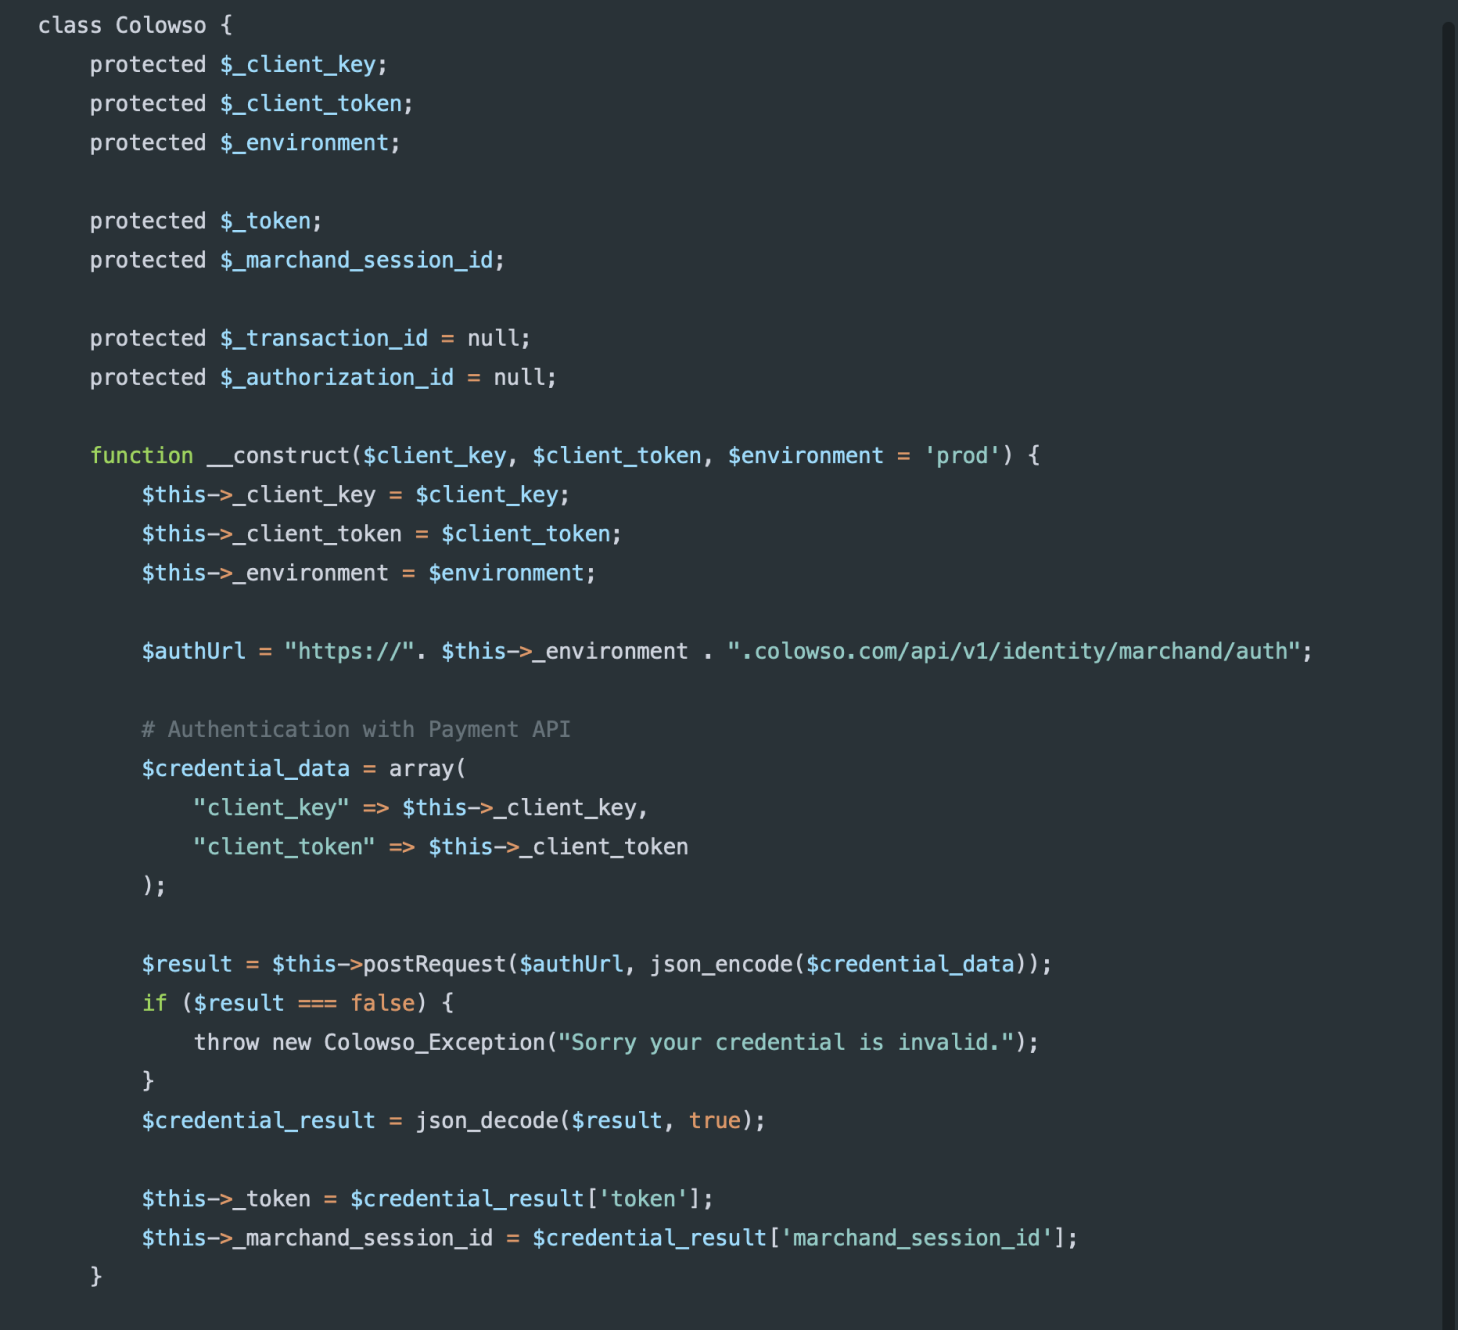 class Colowso {
    protected $_client_key;
    protected $_client_token;
    protected $_environment;

    protected $_token;
    protected $_marchand_session_id;

    protected $_transaction_id = null;
    protected $_authorization_id = null;

    function __construct($client_key, $client_token, $environment = 'prod') {
        $this->_client_key = $client_key;
        $this->_client_token = $client_token;
        $this->_environment = $environment;

        $authUrl = "https://". $this->_environment . ".colowso.com/api/v1/identity/marchand/auth";

        # Authentication with Payment API
        $credential_data = array(
            "client_key" => $this->_client_key,
            "client_token" => $this->_client_token
        );

        $result = $this->postRequest($authUrl, json_encode($credential_data));
        if ($result === false) {
            throw new Colowso_Exception("Sorry your credential is invalid.");
        }
        $credential_result = json_decode($result, true);

        $this->_token = $credential_result['token'];
        $this->_marchand_session_id = $credential_result['marchand_session_id'];
    }